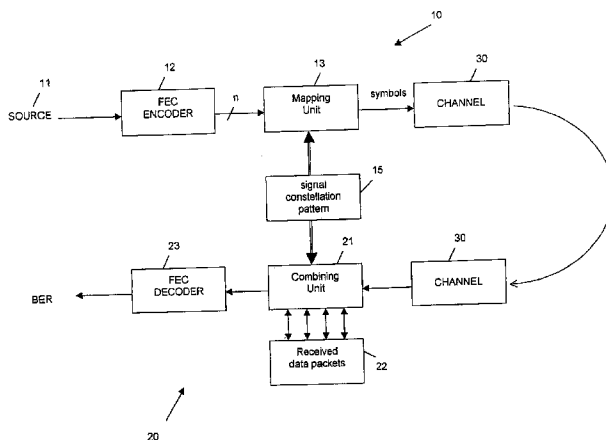 10
11
SOURCE
12
FEC
ENCODER
n
13
Mapping
Unit
symbols
30
CHANNEL
15
signal
constellation
pattern
23
FEC
DECODER
BER
21
Combining
Unit
30
CHANNEL
Received
data packets
22
20